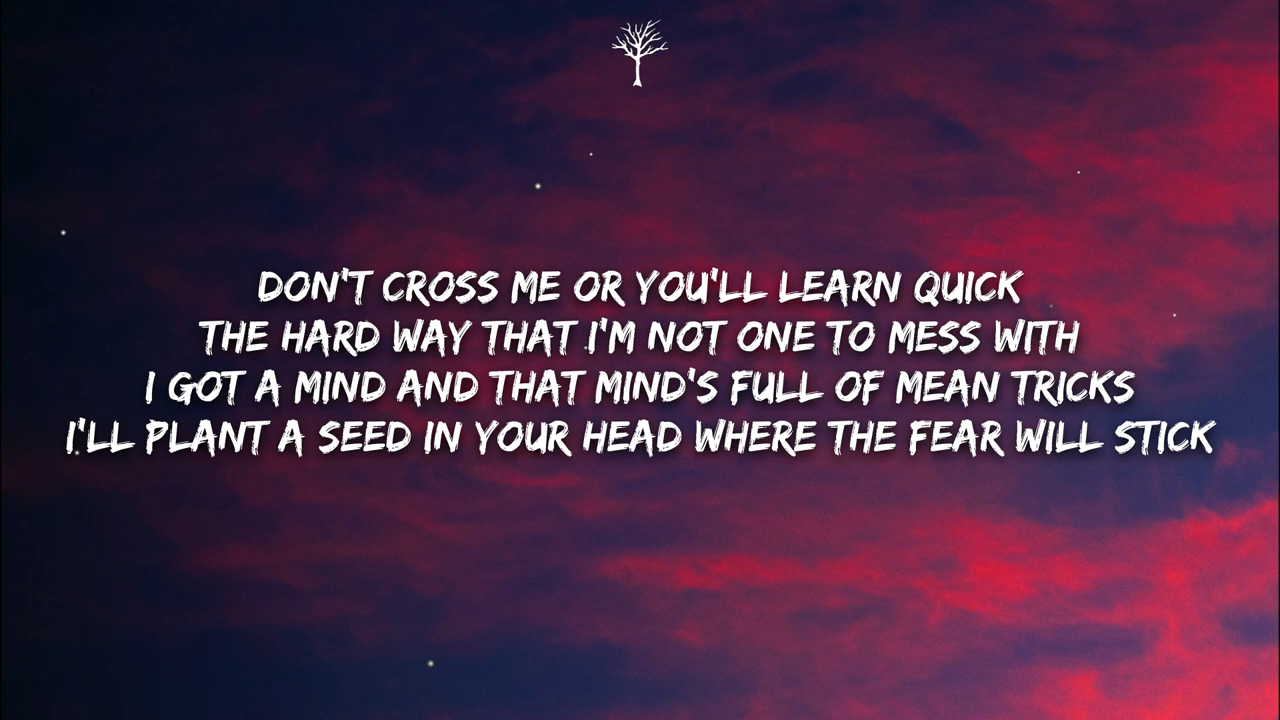 DON'T CROSS ME OR YOU'LL LEARN QUICK
THE HARD WAY THAT I'M NOT ONE TO MESS WITH
I GOT A MIND AND THAT MIND'S FULL OF MEAN TRICKS
I'LL PLANT A SEED IN YOUR HEAD WHERE THE FEAR WILL STICK